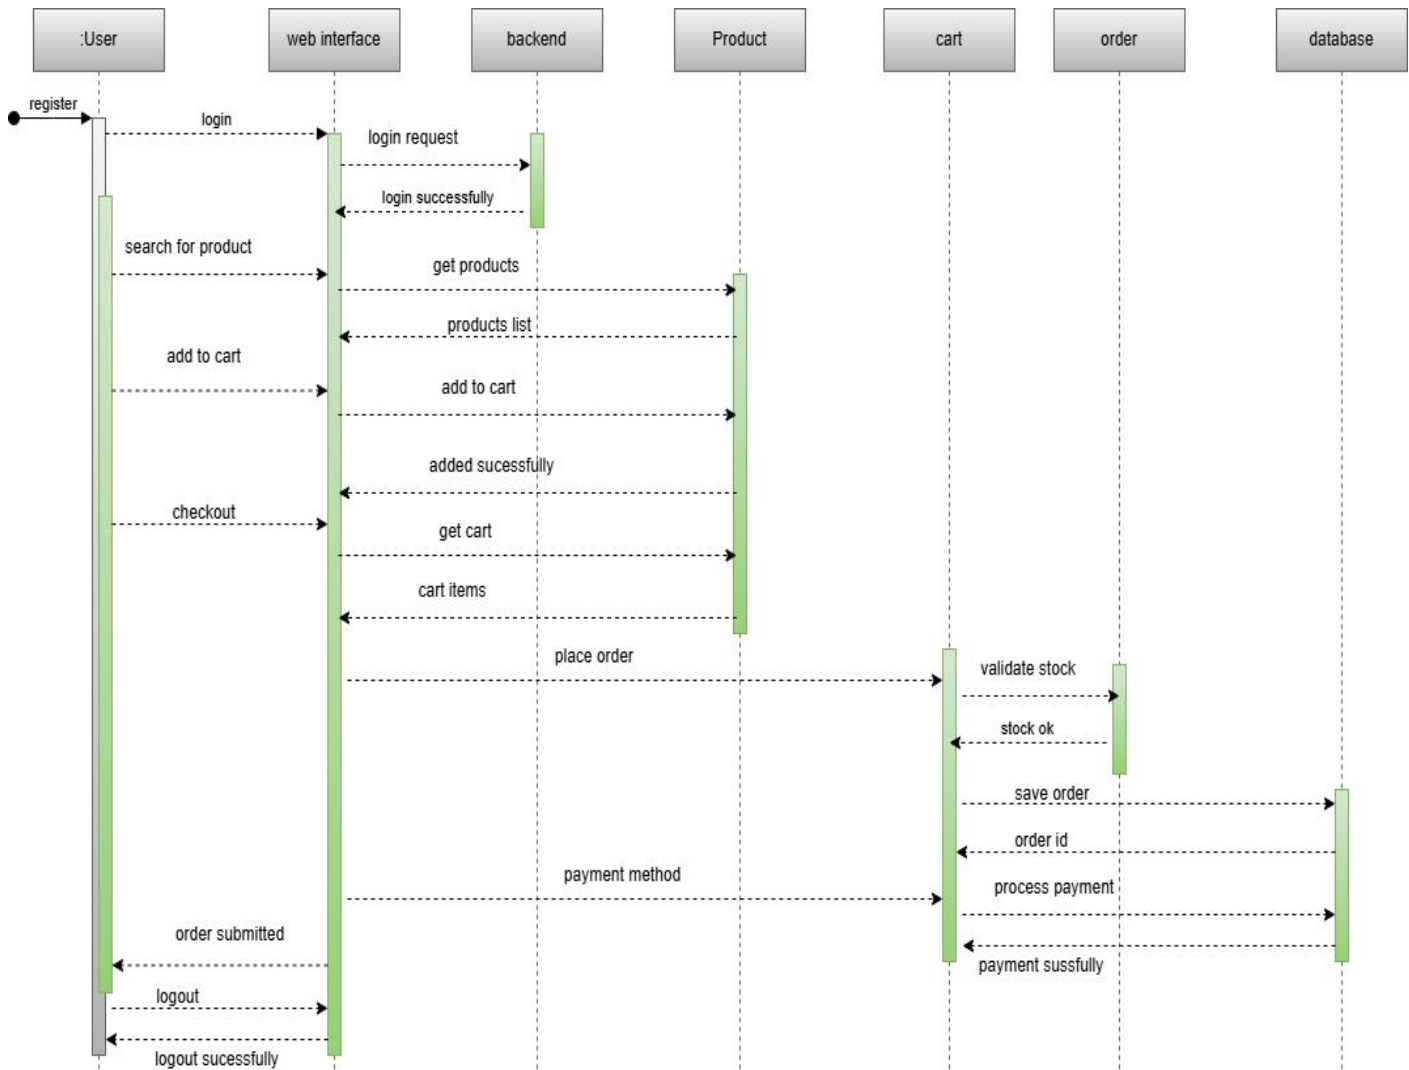 :User
web interface
backend
Product
cart
order
database
register
login
login request
login successfully
search for product
get products
products list
add to cart
add to cart
added sucessfully
checkout
get cart
cart items
place order
validate stock
stock ok
save order
order id
payment method
process payment
order submitted
payment sussfully
logout
logout sucessfully